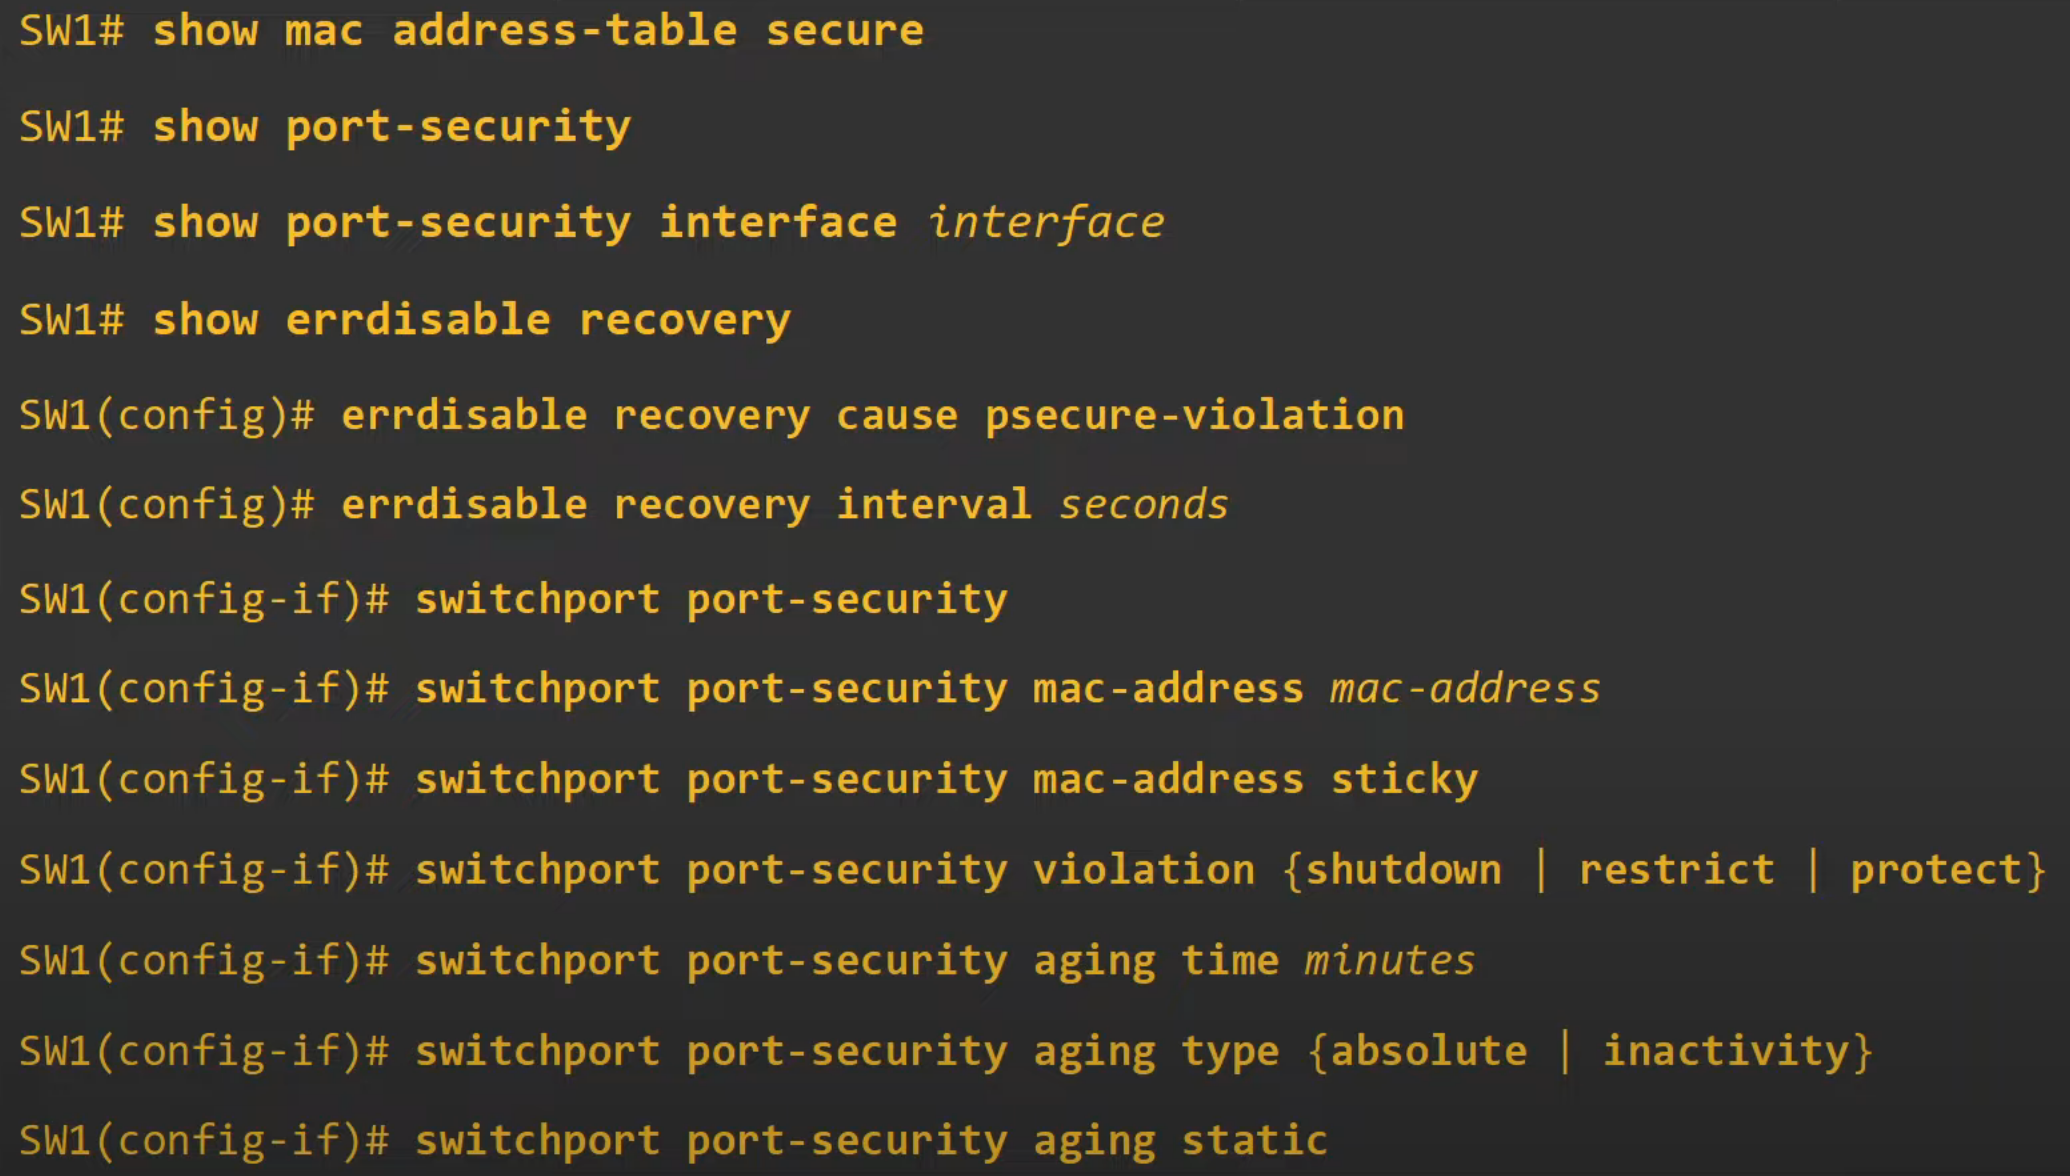 SW1# show mac address-table secure
SW1# show port-security
SW1# show port-security interface interface
SW1# show errdisable recovery
SW1(config)# errdisable recovery cause psecure-violation
SW1(config)# errdisable recovery interval seconds
SW1(config-if)# switchport port-security
SW1(config-if)# switchport port-security mac-address mac-address
SW1(config-if)# switchport port-security mac-address sticky
SW1(config-if)# switchport port-security violation {shutdown | restrict | protect}
SW1(config-if)# switchport port-security aging time minutes
SW1(config-if)# switchport port-security aging type {absolute | inactivity}
SW1(config-if)# switchport port-security aging static